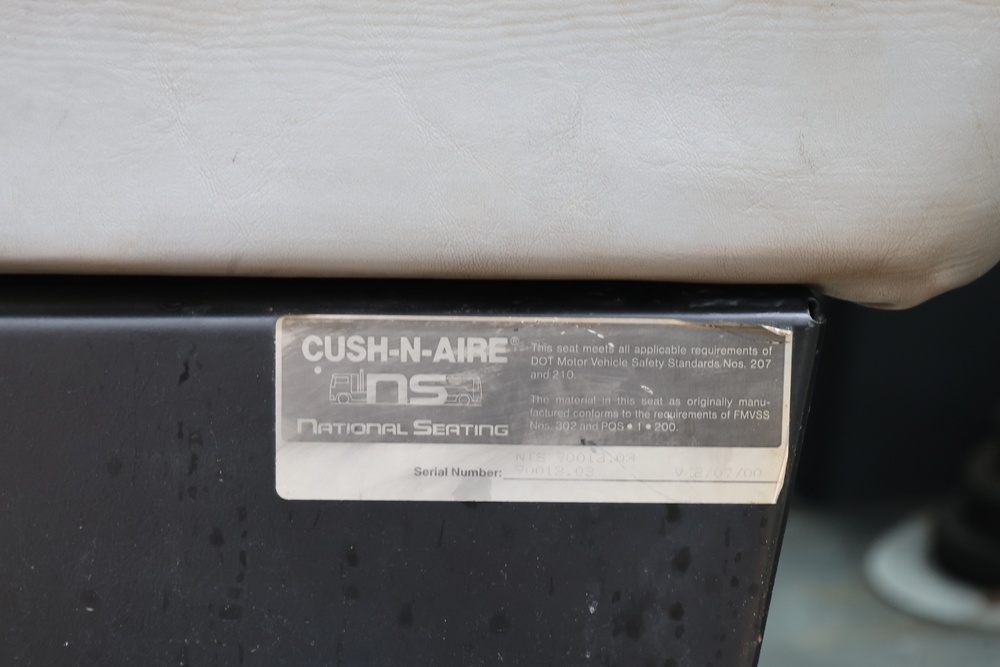 CUSH-N-AIRE®
ns
NATIONAL SEATING
This seat meets all applicable requirements of
DOT Motor Vehicle Safety Standards Nos. 207
and 210.
The material in this seat as originally manu-
factured conforms to the requirements of FMVSS
Nos. 302 and PQS • 1 • 200.
Serial Number: